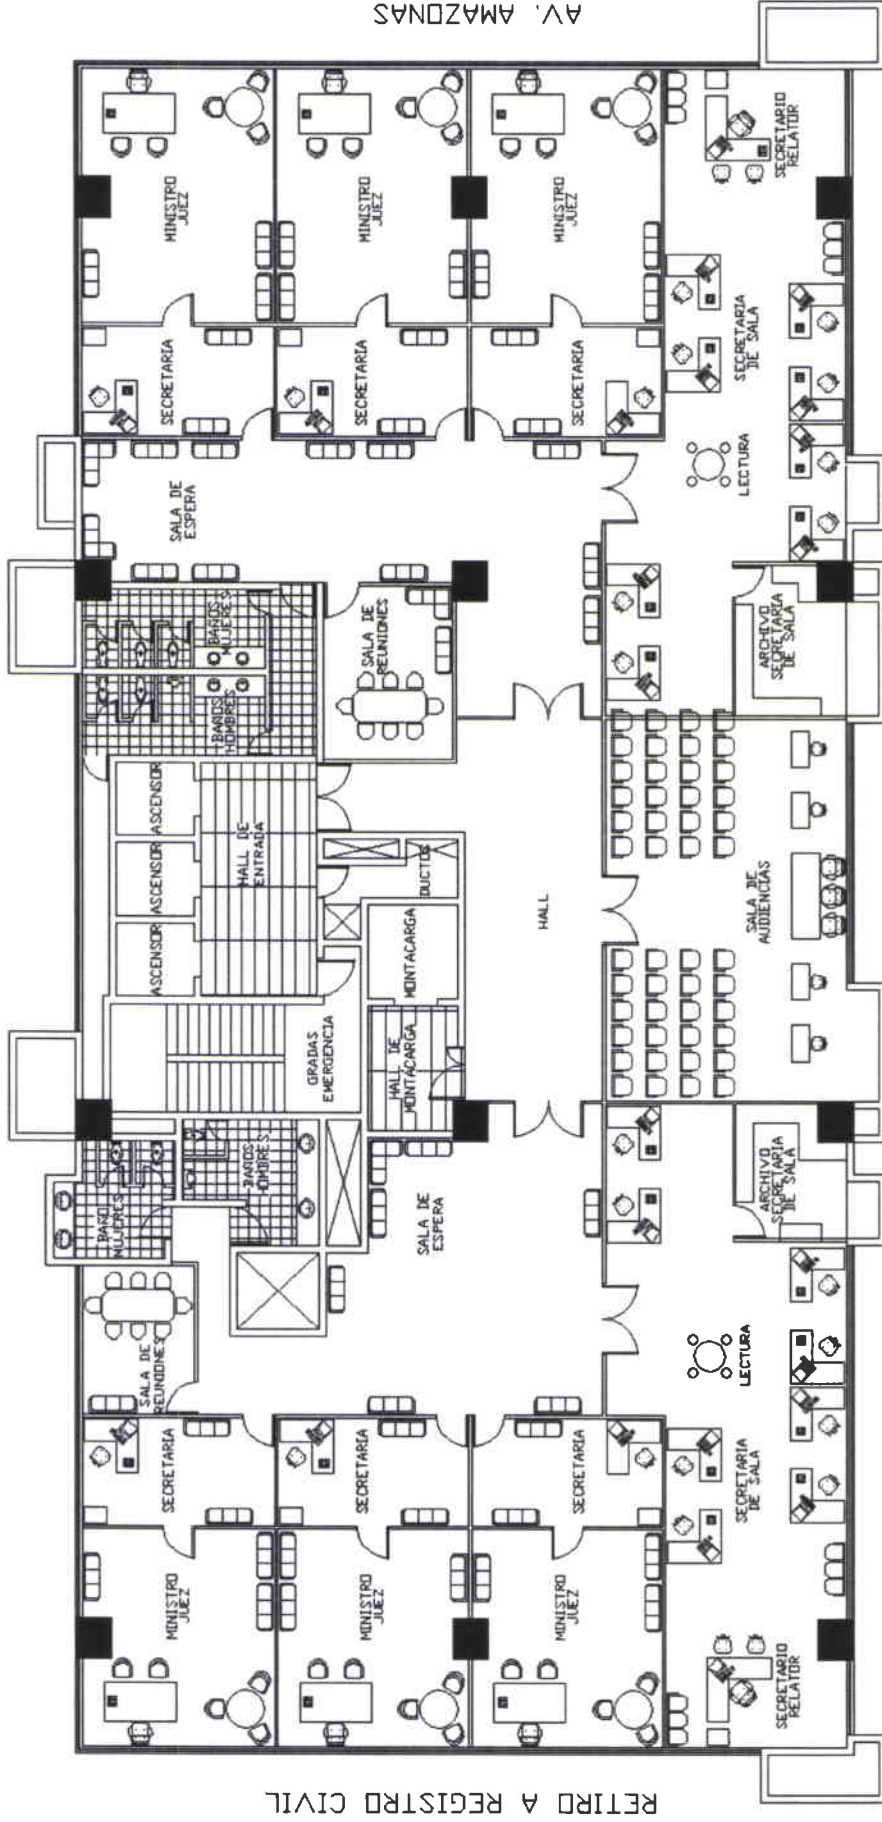 AV. AMAZONAS
MINISTRO
JUEZ
MINISTRO
JUEZ
MINISTRO
JUEZ
SECRETARIO
RELATOR
SECRETARIA
SECRETARIA
SECRETARIA
SECRETARIA
DE SALA
SALA DE
ESPERA
LECTURA
BAÑOS
MUJERES
BAÑOS
HOMBRES
SALA DE
REUNIONES
ARCHIVO
SECRETARIA
DE SALA
ASCENSOR
ASCENSOR
ASCENSOR
HALL DE
ENTRADA
DUCTOS
MONTACARGA
HALL DE
MONTACARGA
GRADAS
EMERGENCIA
HALL
SALA DE
AUDIENCIAS
BAÑO
MUJERES
BAÑOS
HOMBRES
SALA DE
ESPERA
ARCHIVO
SECRETARIA
DE SALA
SALA DE
REUNIONES
LECTURA
SECRETARIA
SECRETARIA
SECRETARIA
SECRETARIA
DE SALA
MINISTRO
JUEZ
MINISTRO
JUEZ
MINISTRO
JUEZ
SECRETARIO
RELATOR
RETIRO A REGISTRO CIVIL